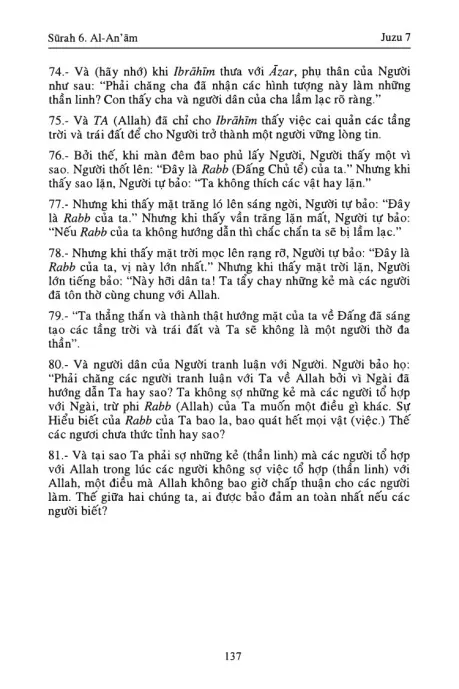 Sūrah 6. Al-An’ām Juzu 7
74.- Và (hãy nhớ) khi Ibrāhīm thưa với Āzar, phụ thân của Người
như sau: “Phải chăng cha đã nhận các hình tượng này làm những
thần linh? Con thấy cha và người dân của cha lầm lạc rõ ràng.”
75.- Và TA (Allah) đã chỉ cho Ibrāhīm thấy việc cai quản các tầng
trời và trái đất để cho Người trở thành một người vững lòng tin.
76.- Bởi thế, khi màn đêm bao phủ lấy Người, Người thấy một vì
sao. Người thốt lên: “Đây là Rabb (Đấng Chủ tể) của ta.” Nhưng khi
thấy sao lặn, Người tự bảo: “Ta không thích các vật hay lặn.”
77.- Nhưng khi thấy mặt trăng ló lên sáng ngời, Người tự bảo: “Đây
là Rabb của ta.” Nhưng khi thấy vầng trăng lặn mất, Người tự bảo:
“Nếu Rabb của ta không hướng dẫn thì chắc chắn ta sẽ bị lầm lạc.”
78.- Nhưng khi thấy mặt trời mọc lên rạng rỡ, Người tự bảo: “Đây là
Rabb của ta, vị này lớn nhất.” Nhưng khi thấy mặt trời lặn, Người
lớn tiếng bảo: “Này hỡi dân ta! Ta tẩy chay những kẻ mà các người
đã tôn thờ cùng chung với Allah.
79.- “Ta thẳng thắn và thành thật hướng mặt của ta về Đấng đã sáng
tạo các tầng trời và trái đất và Ta sẽ không là một người thờ đa
thần”.
80.- Và người dân của Người tranh luận với Người. Người bảo họ:
“Phải chăng các người tranh luận với Ta về Allah bởi vì Ngài đã
hướng dẫn Ta hay sao? Ta không sợ những kẻ mà các người tổ hợp
với Ngài, trừ phi Rabb (Allah) của Ta muốn một điều gì khác. Sự
Hiểu biết của Rabb của Ta bao la, bao quát hết mọi vật (việc.) Thế
các ngươi chưa thức tỉnh hay sao?
81.- Và tại sao Ta phải sợ những kẻ (thần linh) mà các người tổ hợp
với Allah trong lúc các người không sợ việc tổ hợp (thần linh) với
Allah, một điều mà Allah không bao giờ chấp thuận cho các người
làm. Thế giữa hai chúng ta, ai được bảo đảm an toàn nhất nếu các
người biết?
137